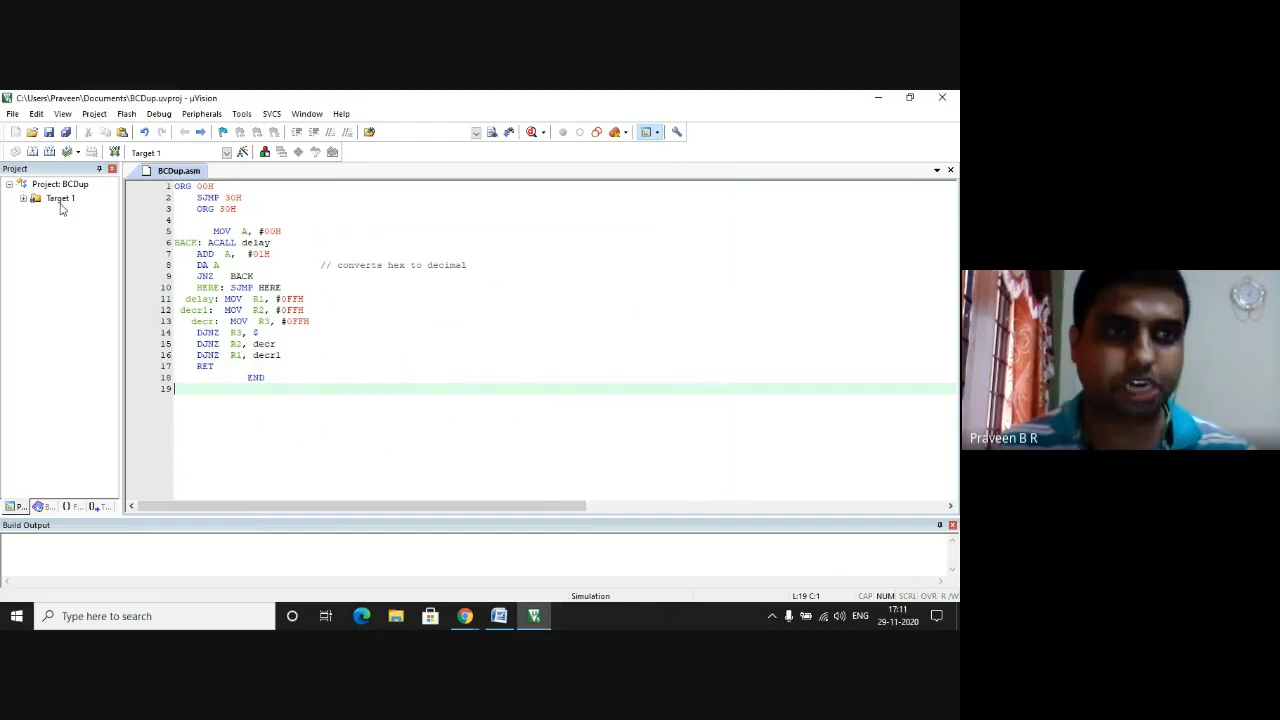 C:\Users\Praveen\Documents\BCDup.uvproj - µVision
File Edit View Project Flash Debug Peripherals Tools SVCS Window Help
Target 1
Project
BCDup.asm
Project: BCDup
Target 1
1 ORG 00H
2 SJMP 30H
3 ORG 30H
4
5 MOV A, #00H
6 BACK: ACALL delay
7 ADD A, #01H
8 DA A // converts hex to decimal
9 JNZ BACK
10 HERE: SJMP HERE
11 delay: MOV R1, #0FFH
12 decr1: MOV R2, #0FFH
13 decr: MOV R3, #0FFH
14 DJNZ R3, $
15 DJNZ R2, decr
16 DJNZ R1, decr1
17 RET
18 END
19
P... B... {} F... T...
Build Output
Simulation L:19 C:1 CAP NUM SCRL OVR R/W
Type here to search
ENG
17:11
29-11-2020
Praveen B R